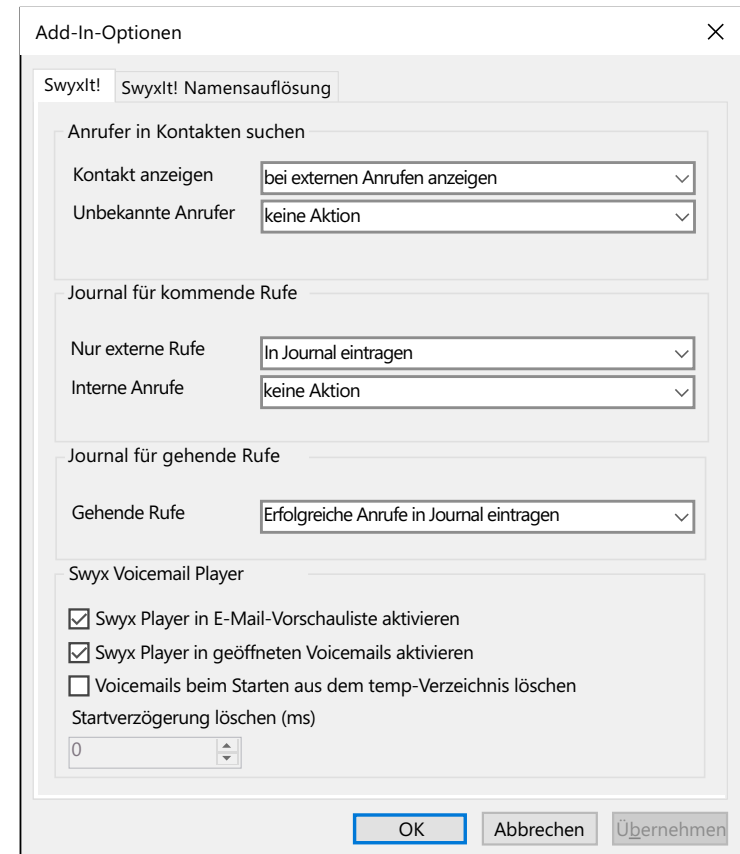 Add-In-Optionen
SwyxIt!
SwyxIt! Namensauflösung
Anrufer in Kontakten suchen
Kontakt anzeigen
bei externen Anrufen anzeigen
Unbekannte Anrufer
keine Aktion
Journal für kommende Rufe
Nur externe Rufe
In Journal eintragen
Interne Anrufe
keine Aktion
Journal für gehende Rufe
Gehende Rufe
Erfolgreiche Anrufe in Journal eintragen
Swyx Voicemail Player
Swyx Player in E-Mail-Vorschauliste aktivieren
Swyx Player in geöffneten Voicemails aktivieren
Voicemails beim Starten aus dem temp-Verzeichnis löschen
Startverzögerung löschen (ms)
0
OK
Abbrechen
Übernehmen